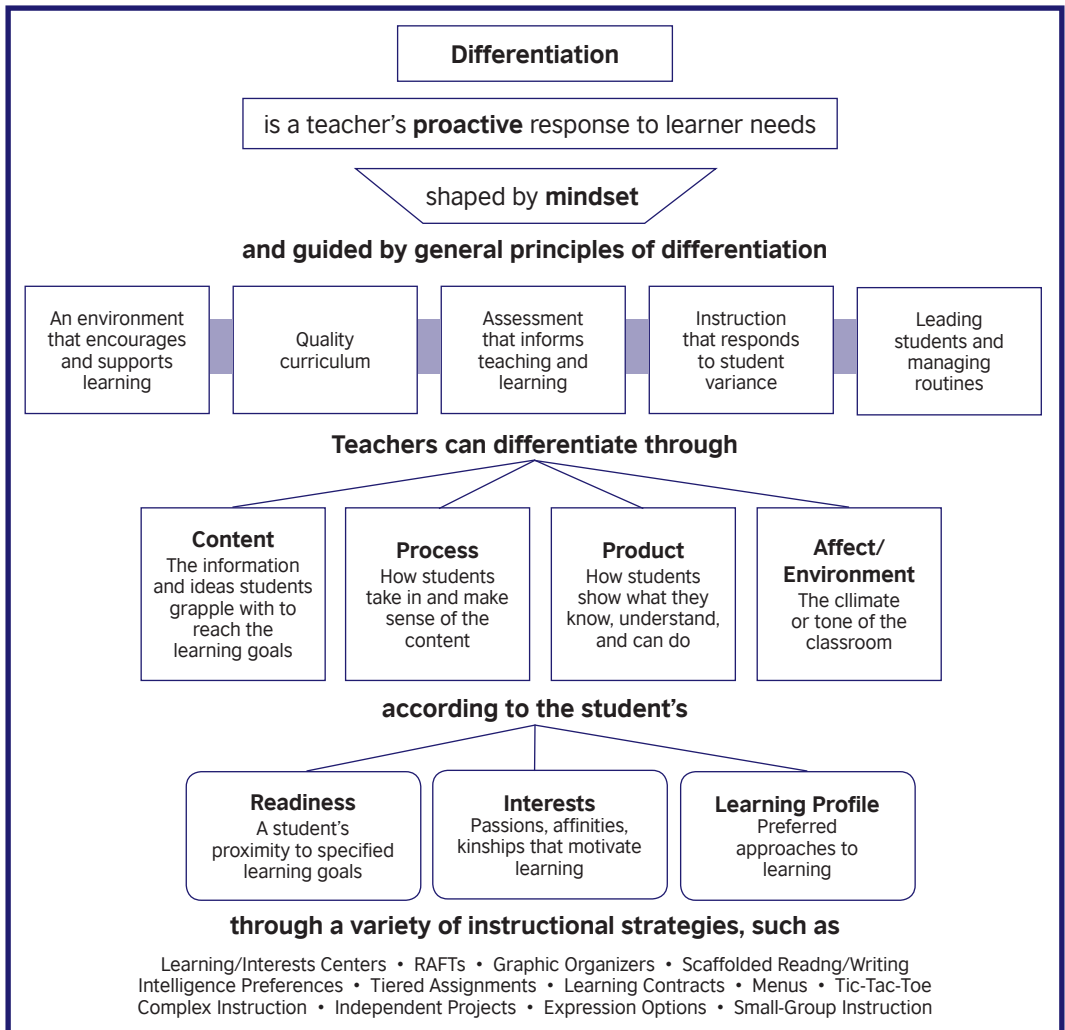 Differentiation
is a teacher's proactive response to learner needs
shaped by mindset
and guided by general principles of differentiation
An environment
that encourages
and supports
learning
Quality
curriculum
Assessment
that informs
teaching and
learning
Instruction
that responds
to student
variance
Leading
students and
managing
routines
Teachers can differentiate through
Content
The information
and ideas students
grapple with to
reach the
learning goals
Process
How students
take in and make
sense of the
content
Product
How students
show what they
know, understand,
and can do
Affect/
Environment
The cllimate
or tone of the
classroom
according to the student's
Readiness
A student's
proximity to specified
learning goals
Interests
Passions, affinities,
kinships that motivate
learning
Learning Profile
Preferred
approaches to
learning
through a variety of instructional strategies, such as
Learning/Interests Centers • RAFTs • Graphic Organizers • Scaffolded Readng/Writing
Intelligence Preferences • Tiered Assignments • Learning Contracts • Menus • Tic-Tac-Toe
Complex Instruction • Independent Projects • Expression Options • Small-Group Instruction